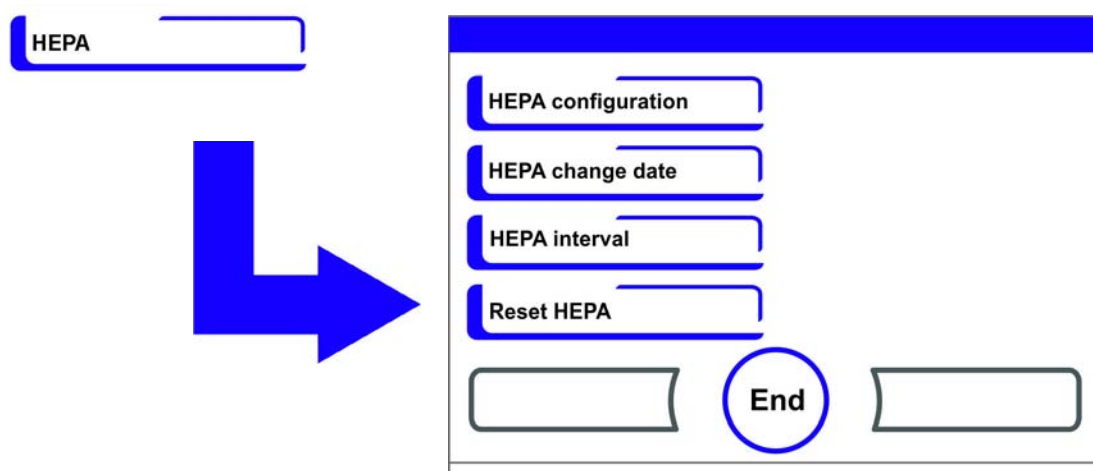 HEPA
HEPA configuration
HEPA change date
HEPA interval
Reset HEPA
End